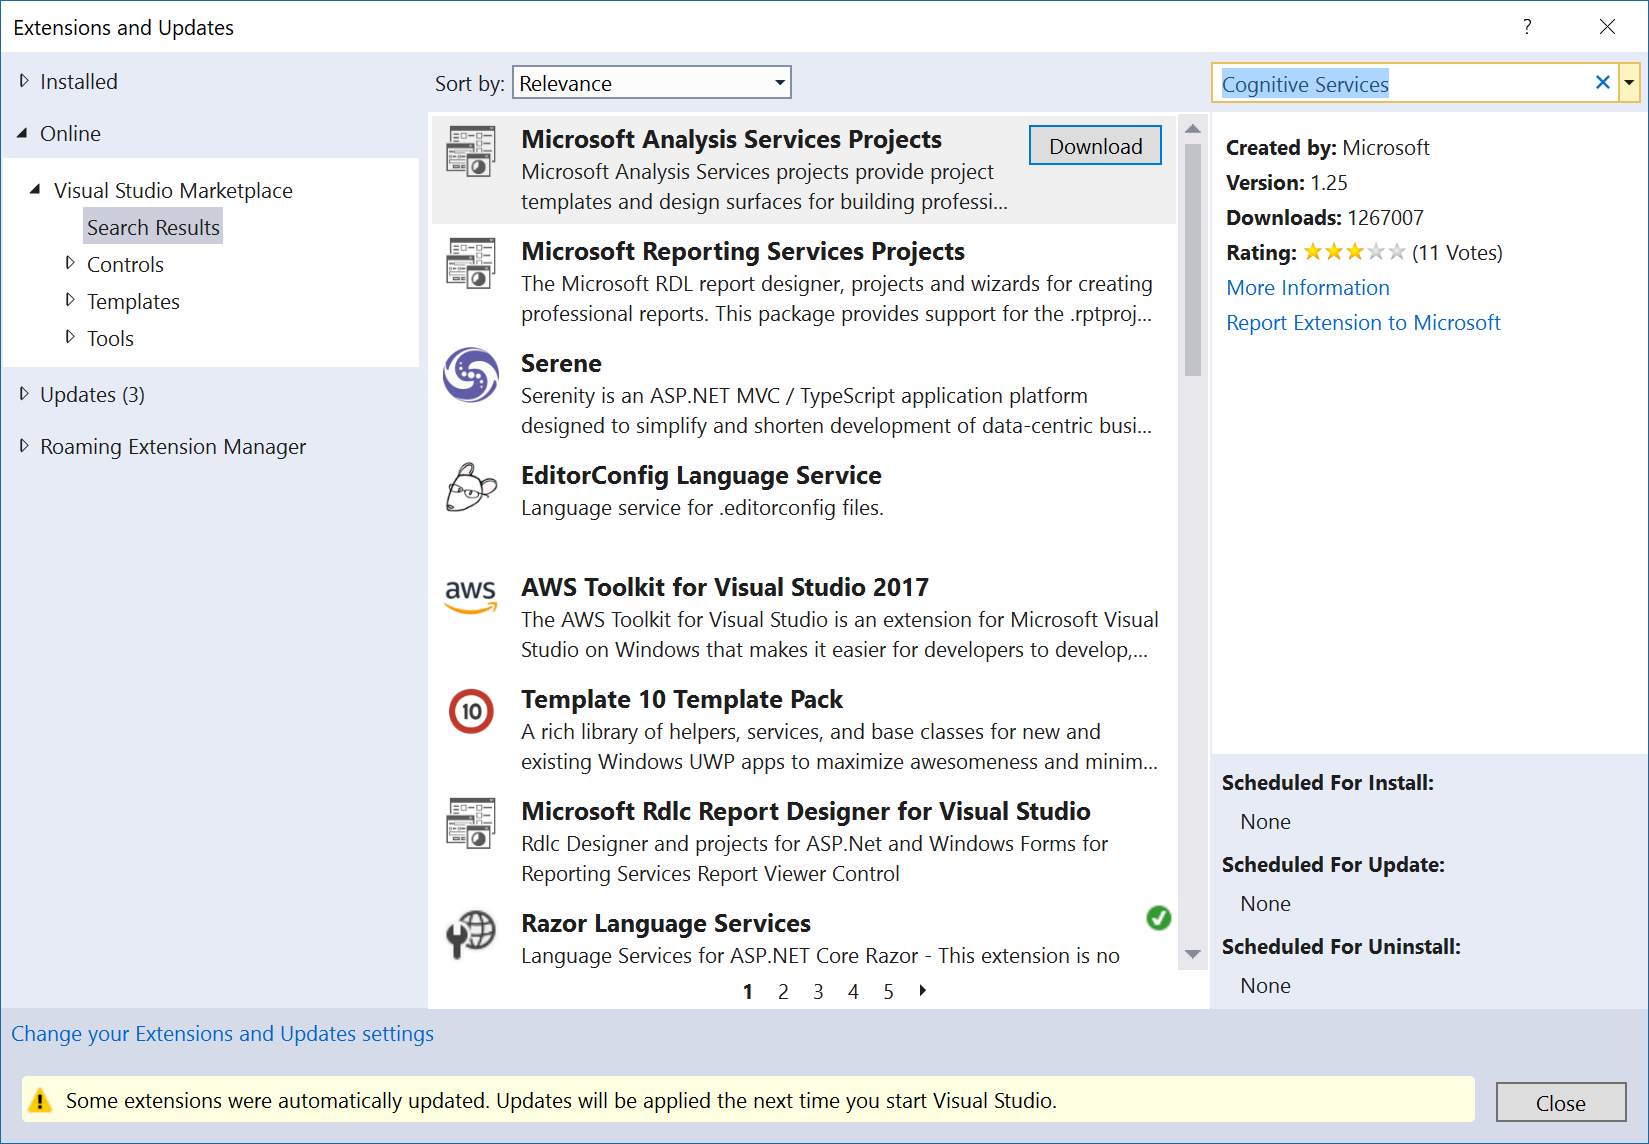 Extensions and Updates
?
Installed
Online
Visual Studio Marketplace
Search Results
Controls
Templates
Tools
Updates (3)
Roaming Extension Manager
Sort by: Relevance
Microsoft Analysis Services Projects
Download
Microsoft Analysis Services projects provide project
templates and design surfaces for building professi...
Microsoft Reporting Services Projects
The Microsoft RDL report designer, projects and wizards for creating
professional reports. This package provides support for the .rptproj...
Serene
Serenity is an ASP.NET MVC / TypeScript application platform
designed to simplify and shorten development of data-centric busi...
EditorConfig Language Service
Language service for .editorconfig files.
aws
AWS Toolkit for Visual Studio 2017
The AWS Toolkit for Visual Studio is an extension for Microsoft Visual
Studio on Windows that makes it easier for developers to develop,...
10
Template 10 Template Pack
A rich library of helpers, services, and base classes for new and
existing Windows UWP apps to maximize awesomeness and minim...
Microsoft Rdlc Report Designer for Visual Studio
Rdlc Designer and projects for ASP.Net and Windows Forms for
Reporting Services Report Viewer Control
Razor Language Services
Language Services for ASP.NET Core Razor - This extension is no
1 2 3 4 5
Cognitive Services
Created by: Microsoft
Version: 1.25
Downloads: 1267007
Rating: (11 Votes)
More Information
Report Extension to Microsoft
Scheduled For Install:
None
Scheduled For Update:
None
Scheduled For Uninstall:
None
Change your Extensions and Updates settings
Some extensions were automatically updated. Updates will be applied the next time you start Visual Studio.
Close